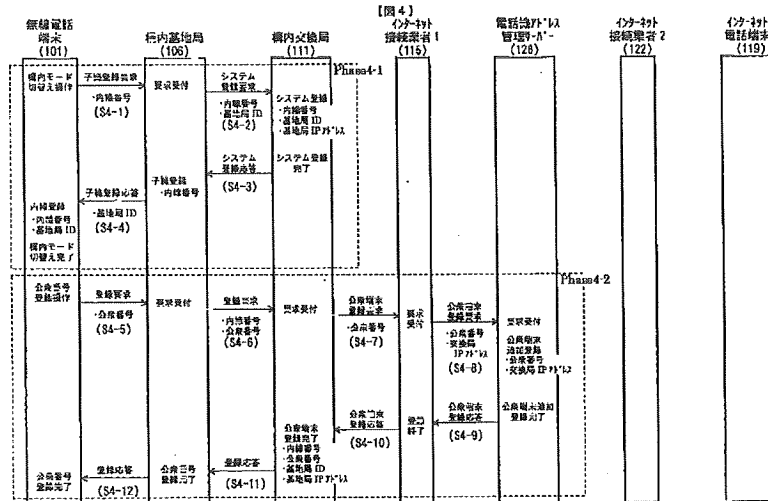 【図4】
無線電話
端末
(101)
構内基地局
(106)
構内交換局
(111)
インターネット
接続業者1
(115)
電話識別アドレス
管理サーバー
(128)
インターネット
接続業者2
(122)
インターネット
電話端末
(119)
Phase4-1
構内モード
切替え操作
子機登録要求
・内線番号
(S4-1)
要求受付
システム
登録要求
・内線番号
・基地局ID
(S4-2)
システム登録
・内線番号
・基地局ID
・基地局IPアドレス
システム登録
完了
システム
登録応答
(S4-3)
子機登録
・内線番号
子機登録応答
・基地局ID
(S4-4)
内線登録
・内線番号
・基地局ID
構内モード
切替え完了
Phase4-2
公衆番号
登録操作
登録要求
・公衆番号
(S4-5)
要求受付
登録要求
・内線番号
・公衆番号
(S4-6)
要求受付
公衆端末
登録要求
・公衆番号
(S4-7)
要求
受付
公衆端末
登録要求
・公衆番号
・交換局
IPアドレス
(S4-8)
要求受付
公衆端末
追加登録
・公衆番号
・交換局IPアドレス
公衆端末追加
登録完了
公衆端末
登録応答
(S4-9)
登録
終了
公衆端末
登録応答
(S4-10)
公衆端末
登録完了
・内線番号
・公衆番号
・基地局ID
・基地局IPアドレス
登録応答
(S4-11)
公衆番号
登録完了
登録応答
(S4-12)
公衆番号
登録完了